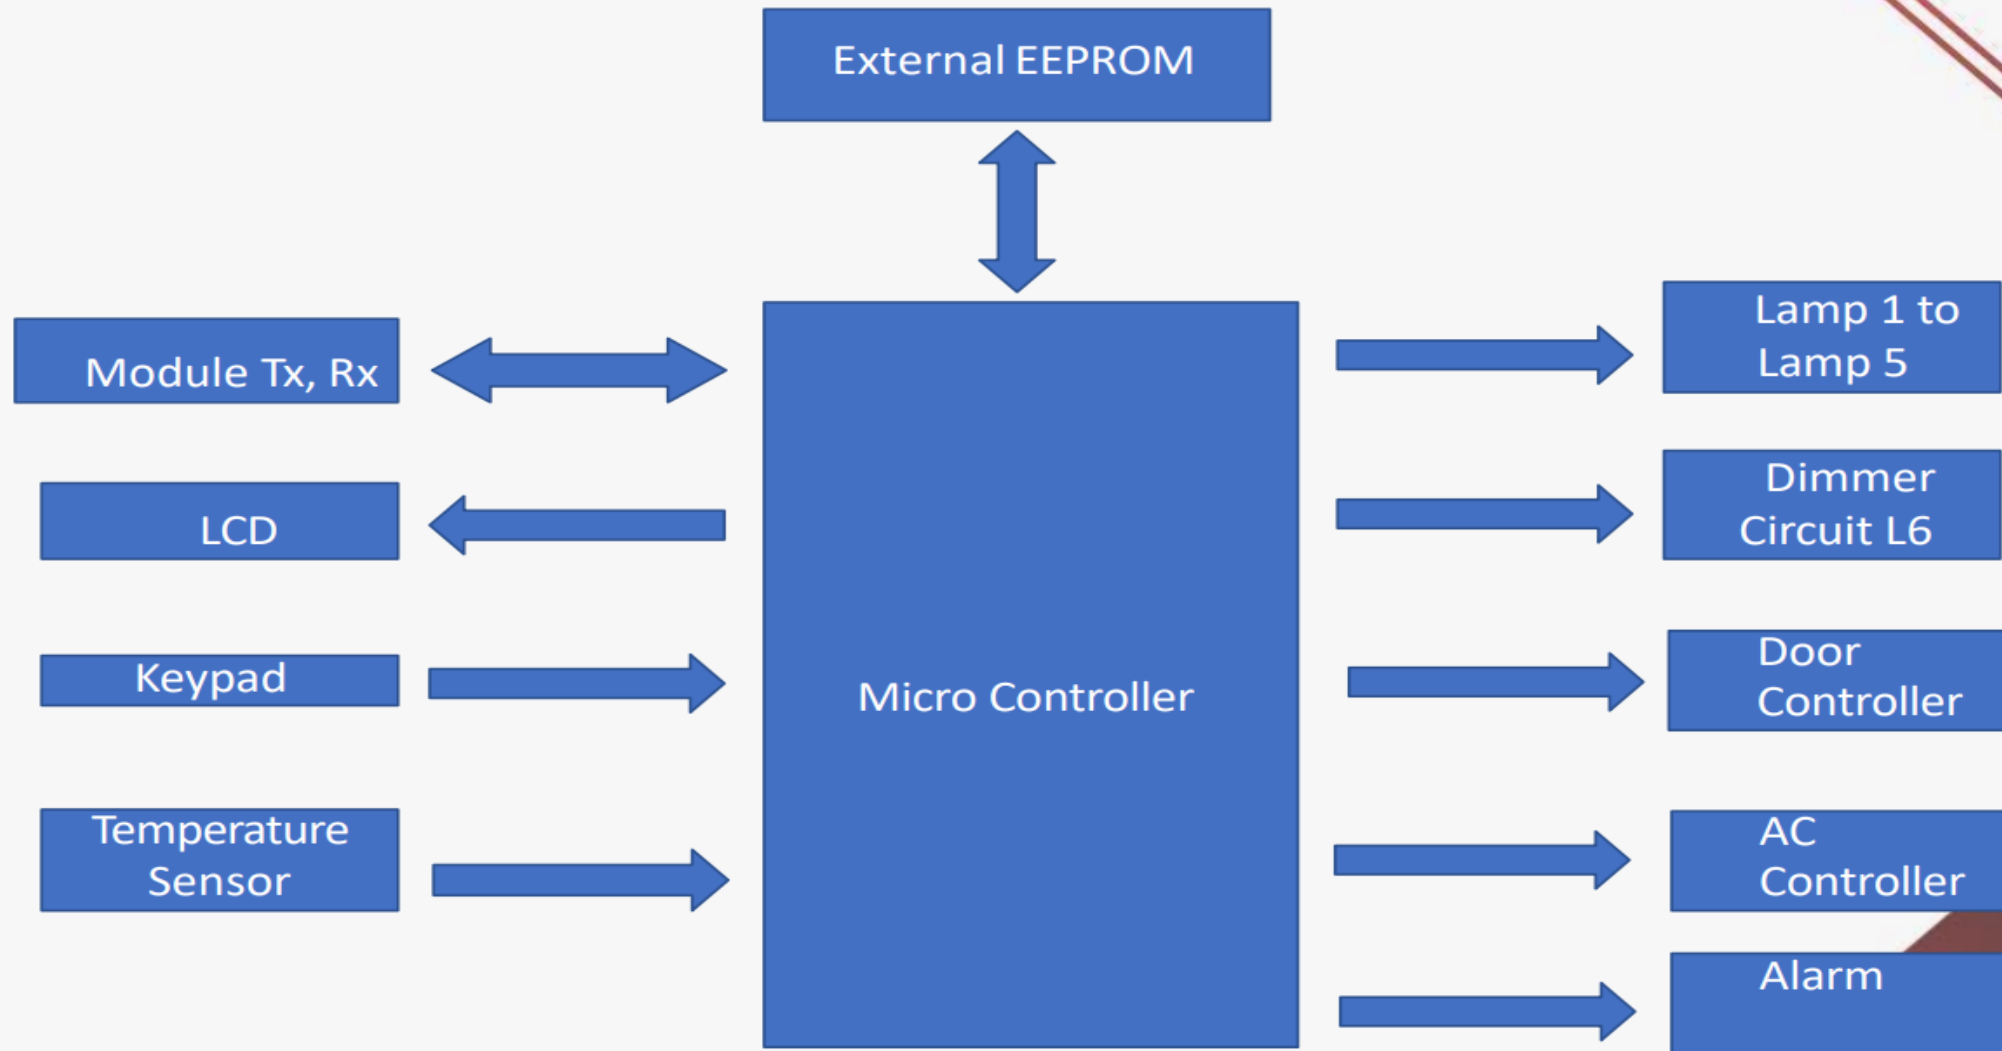 External EEPROM
Module Tx, Rx
LCD
Keypad
Temperature
Sensor
Micro Controller
Lamp 1 to
Lamp 5
Dimmer
Circuit L6
Door
Controller
AC
Controller
Alarm